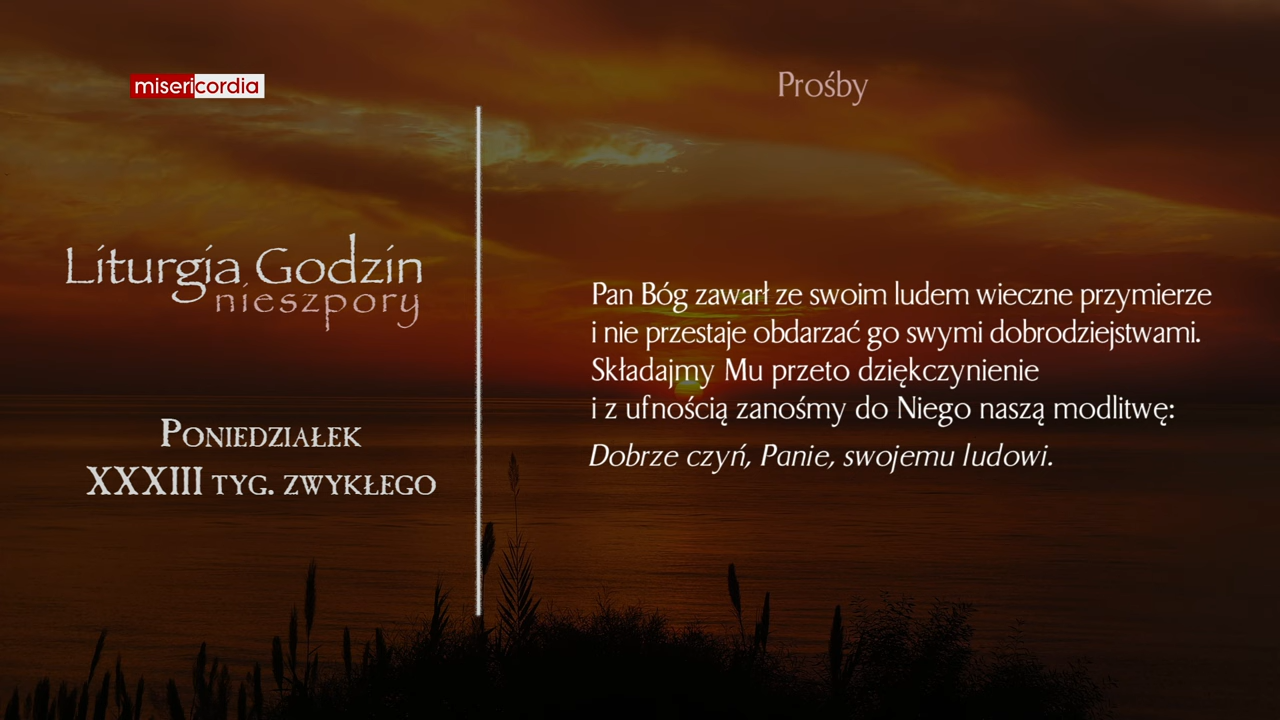 misericordia
Prośby
Liturgia Godzin
nieszpory
Poniedziałek
XXXIII tyg. zwykłego
Pan Bóg zawarł ze swoim ludem wieczne przymierze
i nie przestaje obdarzać go swymi dobrodziejstwami.
Składajmy Mu przeto dziękczynienie
i z ufnością zanośmy do Niego naszą modlitwę:
Dobrze czyń, Panie, swojemu ludowi.